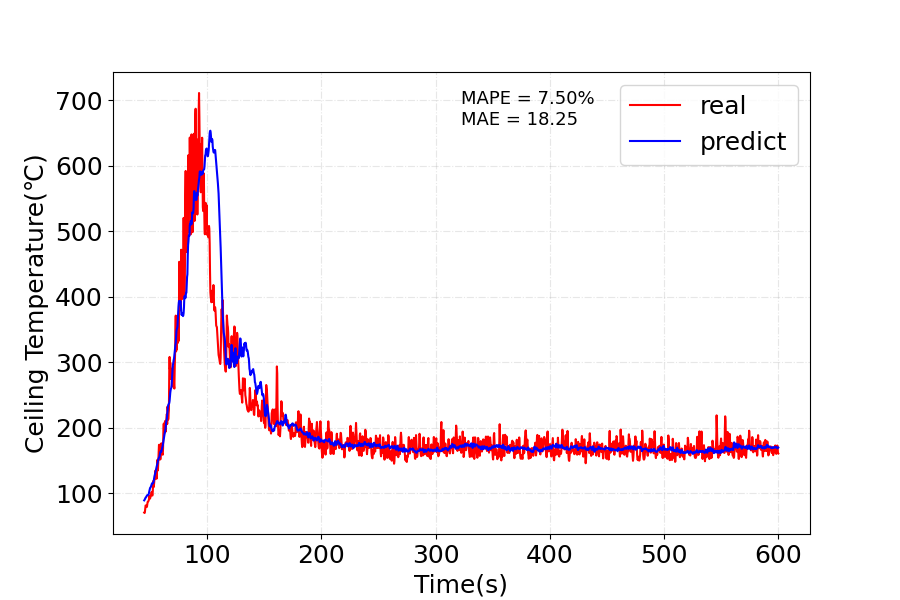 MAPE = 7.50%
MAE = 18.25
real
predict
700
600
500
400
300
200
100
Ceiling Temperature(℃)
100 200 300 400 500 600
Time(s)